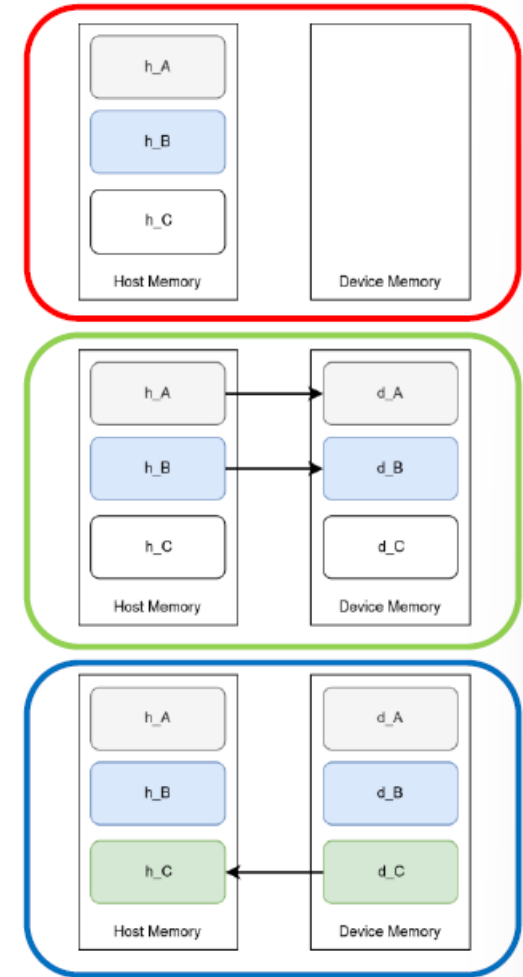 h_A
h_B
h_C
Host Memory
Device Memory
h_A
d_A
h_B
d_B
h_C
d_C
Host Memory
Device Memory
h_A
d_A
h_B
d_B
h_C
d_C
Host Memory
Device Memory